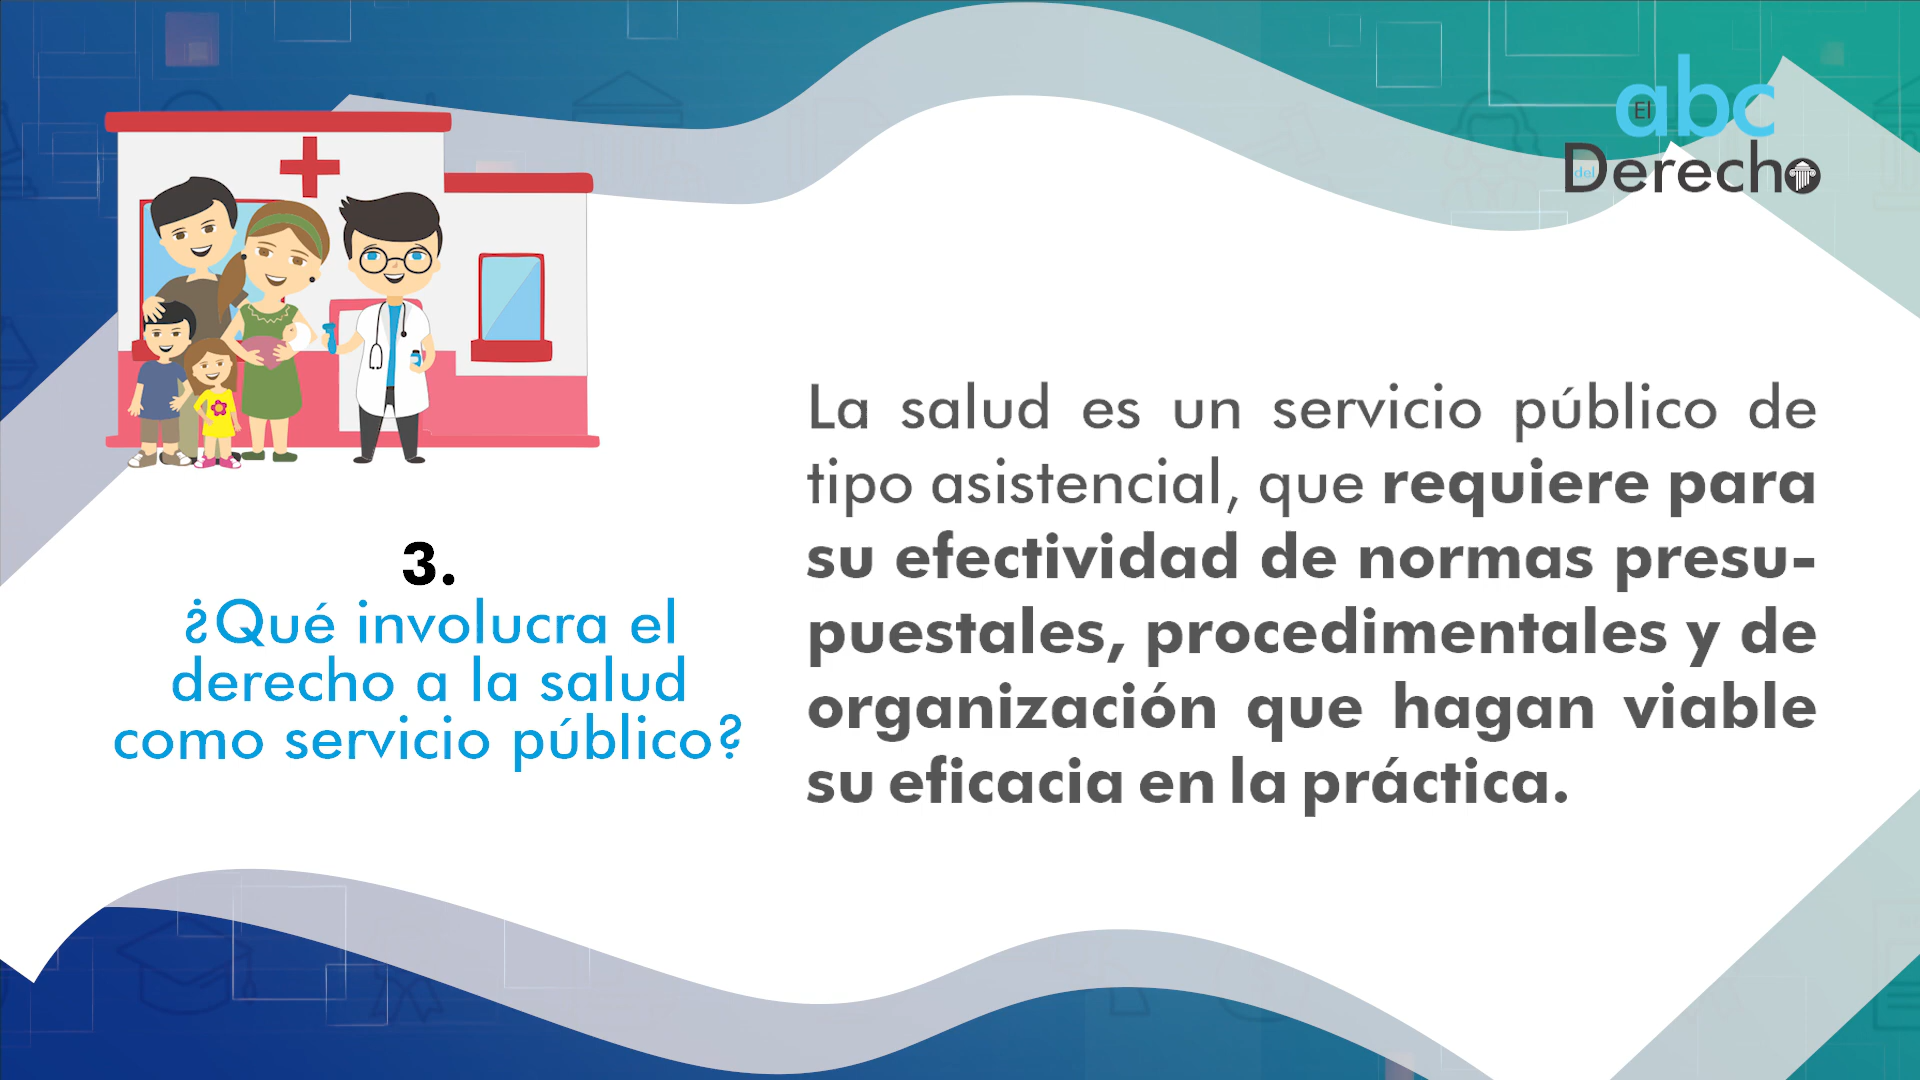 El abc
del Derecho
3.
¿Qué involucra el
derecho a la salud
como servicio público?
La salud es un servicio público de
tipo asistencial, que requiere para
su efectividad de normas presu-
puestales, procedimentales y de
organización que hagan viable
su eficacia en la práctica.